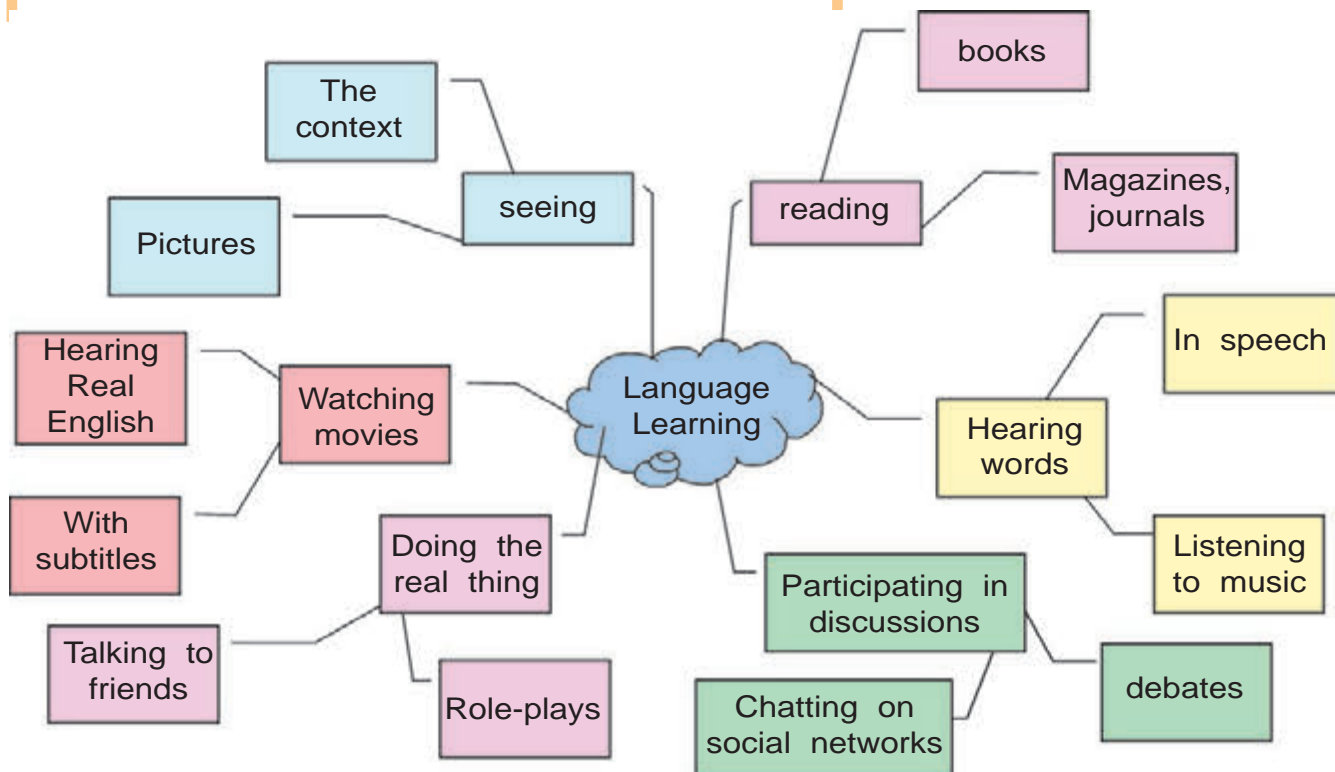 The
context
seeing
Pictures
books
reading
Magazines,
journals
In speech
Hearing
words
Listening
to music
Language
Learning
Hearing
Real
English
Watching
movies
With
subtitles
Doing the
real thing
Talking to
friends
Role-plays
Participating in
discussions
debates
Chatting on
social networks